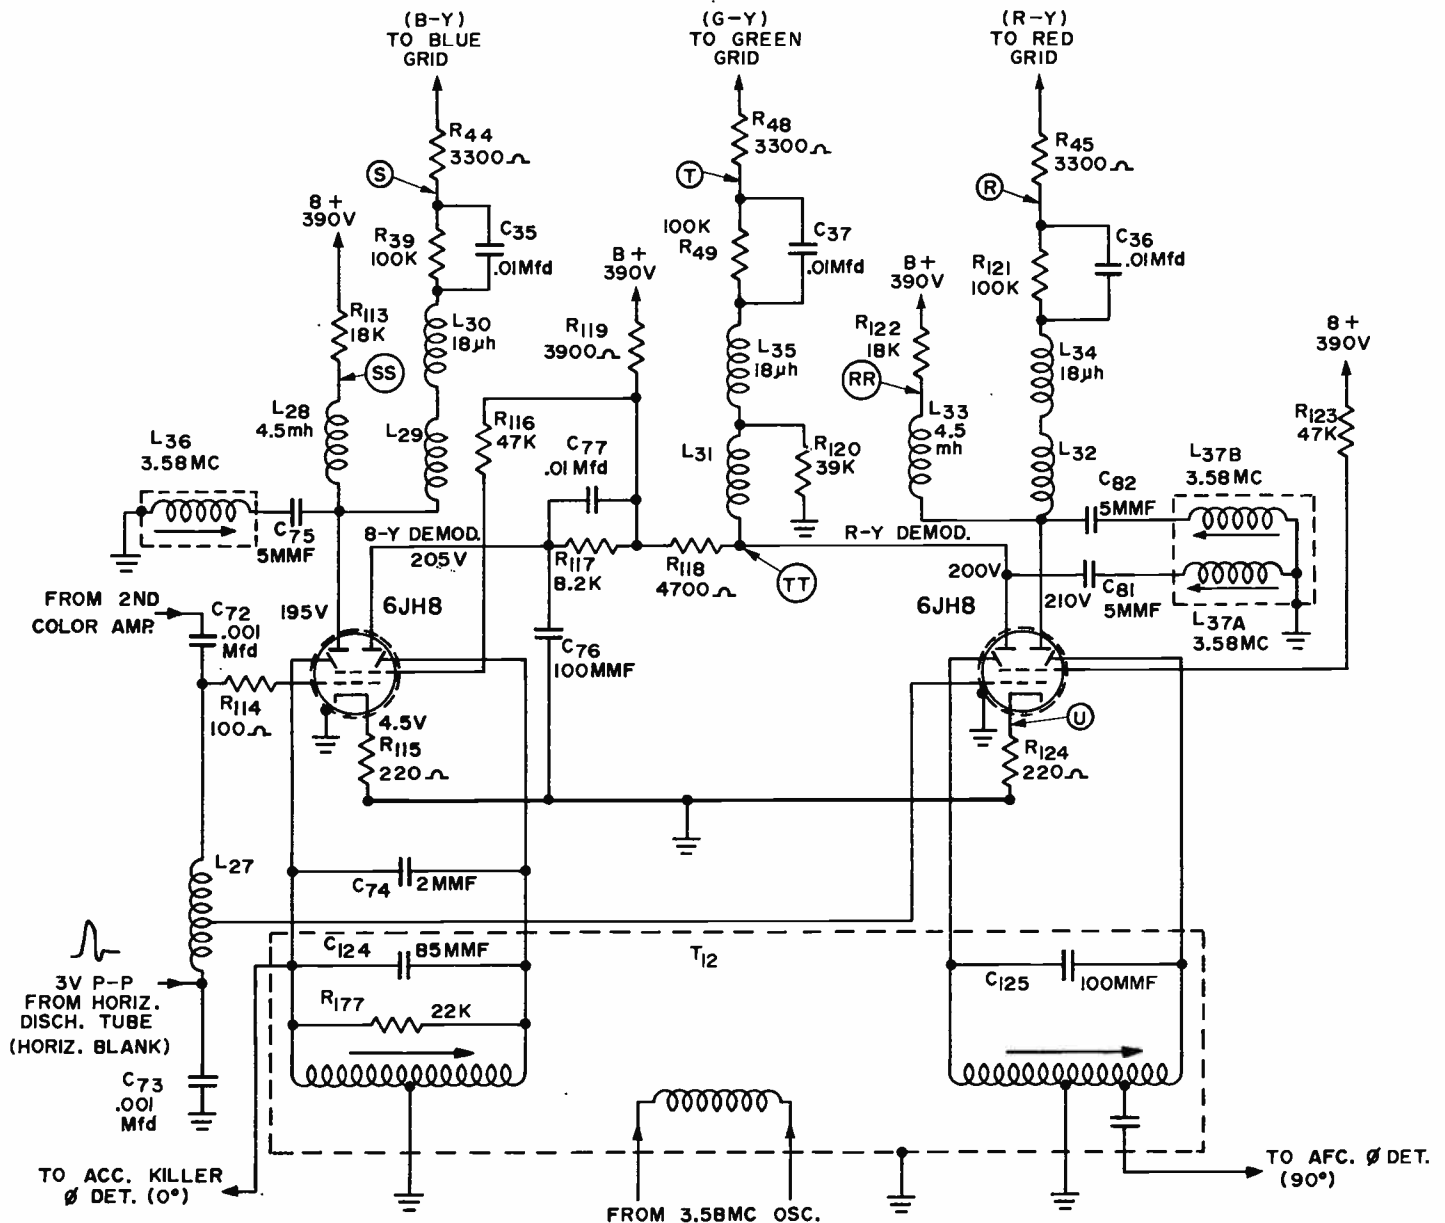 (B-Y)
TO BLUE
GRID
(G-Y)
TO GREEN
GRID
(R-Y)
TO RED
GRID
R44
3300Ω
R48
3300Ω
R45
3300Ω
S
T
R
8+
390V
R39
100K
C35
.01Mfd
100K
R49
C37
.01Mfd
R121
100K
C36
.01Mfd
B+
390V
B+
390V
8+
390V
R113
18K
L30
18µh
R119
3900Ω
L35
18µh
R122
18K
L34
18µh
SS
RR
L28
4.5mh
L29
R116
47K
L33
4.5
mh
L32
R123
47K
L36
3.58MC
C77
.01Mfd
L31
R120
39K
L37B
3.58MC
C82
5MMF
C75
5MMF
8-Y DEMOD.
205V
R117
8.2K
R118
4700Ω
TT
R-Y DEMOD.
200V
210V
C81
5MMF
L37A
3.58MC
FROM 2ND
COLOR AMP.
C72
.001
Mfd
195V
6JH8
6JH8
C76
100MMF
R114
100Ω
4.5V
R115
220Ω
U
R124
220Ω
L27
C74
2MMF
C124
85MMF
T12
C125
100MMF
3V P-P
FROM HORIZ.
DISCH. TUBE
(HORIZ. BLANK)
R177
22K
C73
.001
Mfd
TO ACC. KILLER
Ø DET. (0°)
FROM 3.58MC OSC.
TO AFC. Ø DET.
(90°)